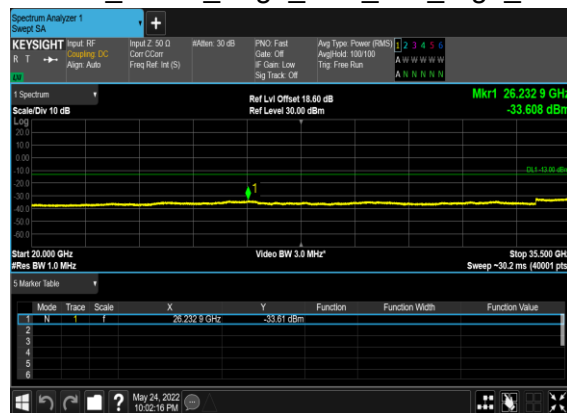 Spectrum Analyzer 1
Swept SA
+
KEYSIGHT Input: RF Input Z: 50 Ω #Atten: 30 dB PNO: Fast Avg Type: Power (RMS) 1 2 3 4 5 6
R T Coupling: DC Corr CCorr Gate: Off Avg|Hold: 100/100 A W W W W W
Align: Auto Freq Ref: Int (S) IF Gain: Low Trig: Free Run
Sig Track: Off A N N N N N
1 Spectrum Ref Lvl Offset 18.60 dB Mkr1 26.232 9 GHz
Scale/Div 10 dB Ref Level 30.00 dBm -33.608 dBm
Log
20.0
10.0
0.00
-10.0
DL1 -13.00 dBm
-20.0
1
-30.0
-40.0
-50.0
-60.0
Start 20.000 GHz Video BW 3.0 MHz* Stop 35.500 GHz
#Res BW 1.0 MHz Sweep ~30.2 ms (40001 pts)
5 Marker Table
Mode Trace Scale X Y Function Function Width Function Value
1 N 1 f 26.232 9 GHz -33.61 dBm
2
3
4
5
6
? May 24, 2022
10:02:16 PM